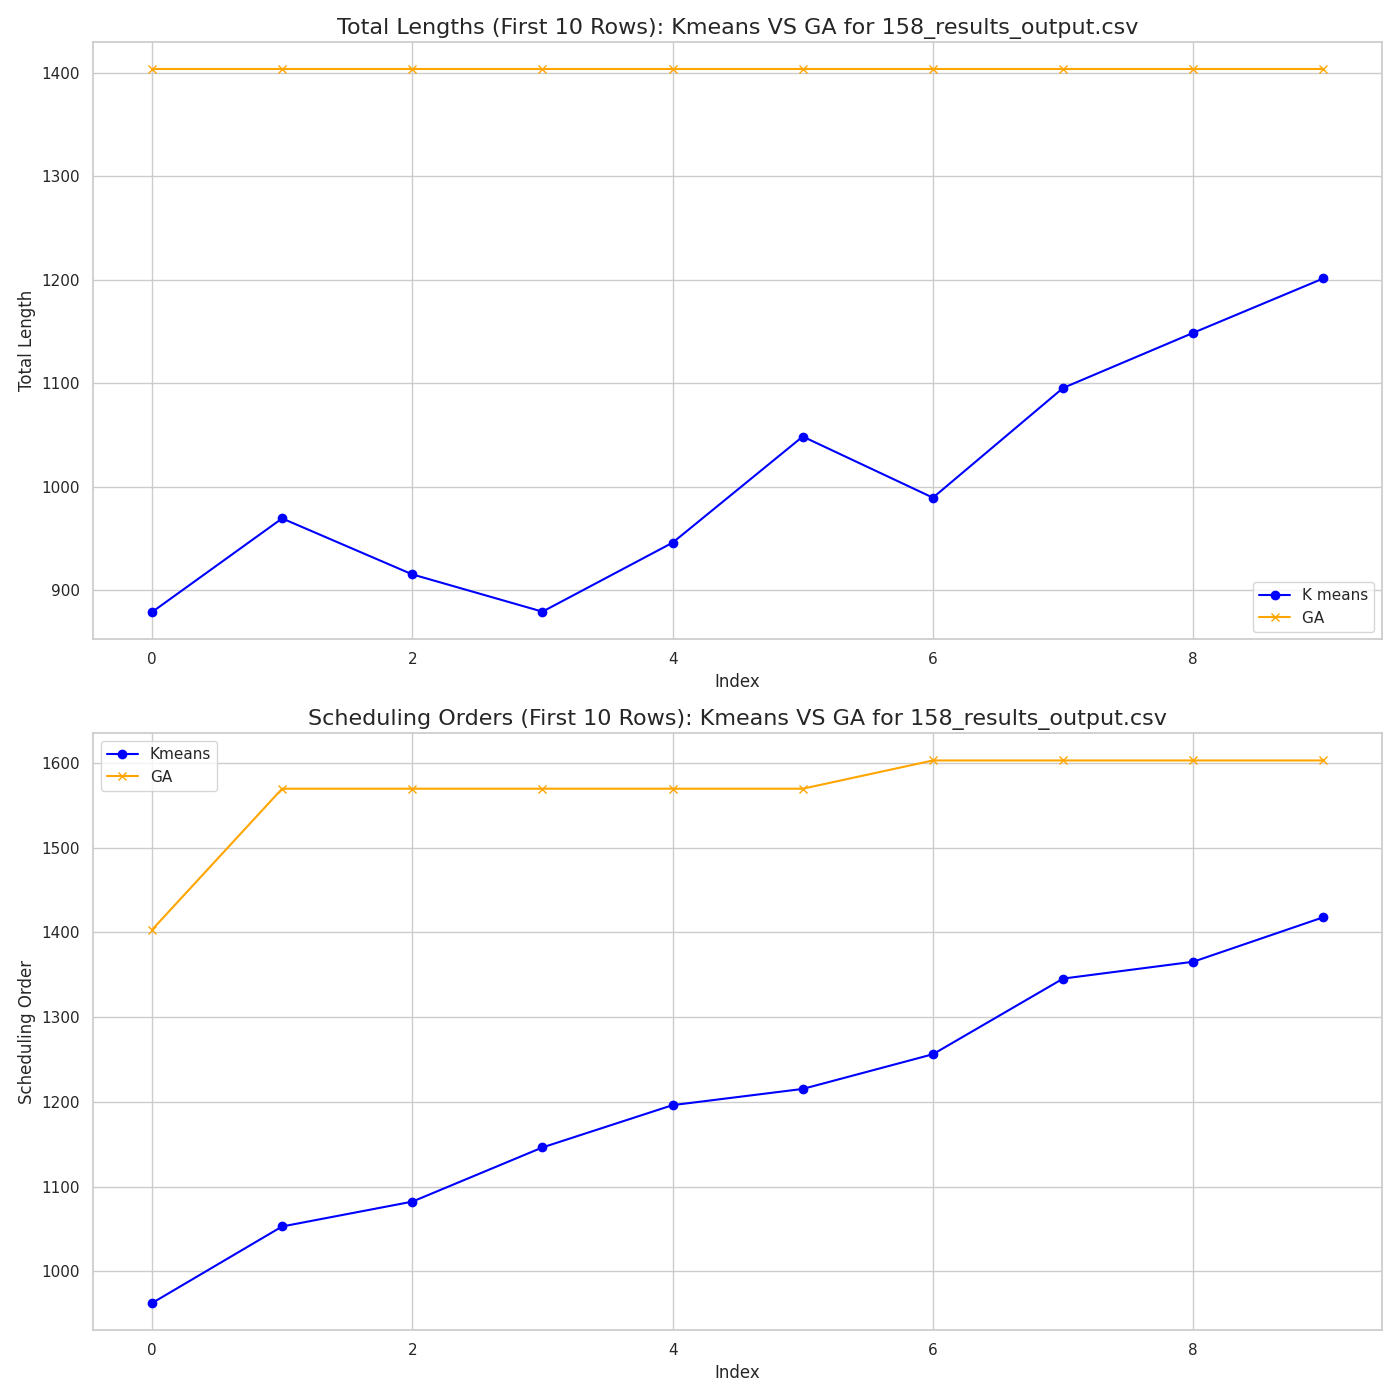 Total Lengths (First 10 Rows): Kmeans VS GA for 158_results_output.csv
1400
1300
1200
1100
1000
900
Total Length
K means
GA
0 2 4 6 8
Index
Scheduling Orders (First 10 Rows): Kmeans VS GA for 158_results_output.csv
Kmeans
GA
1600
1500
1400
1300
1200
1100
1000
Scheduling Order
0 2 4 6 8
Index